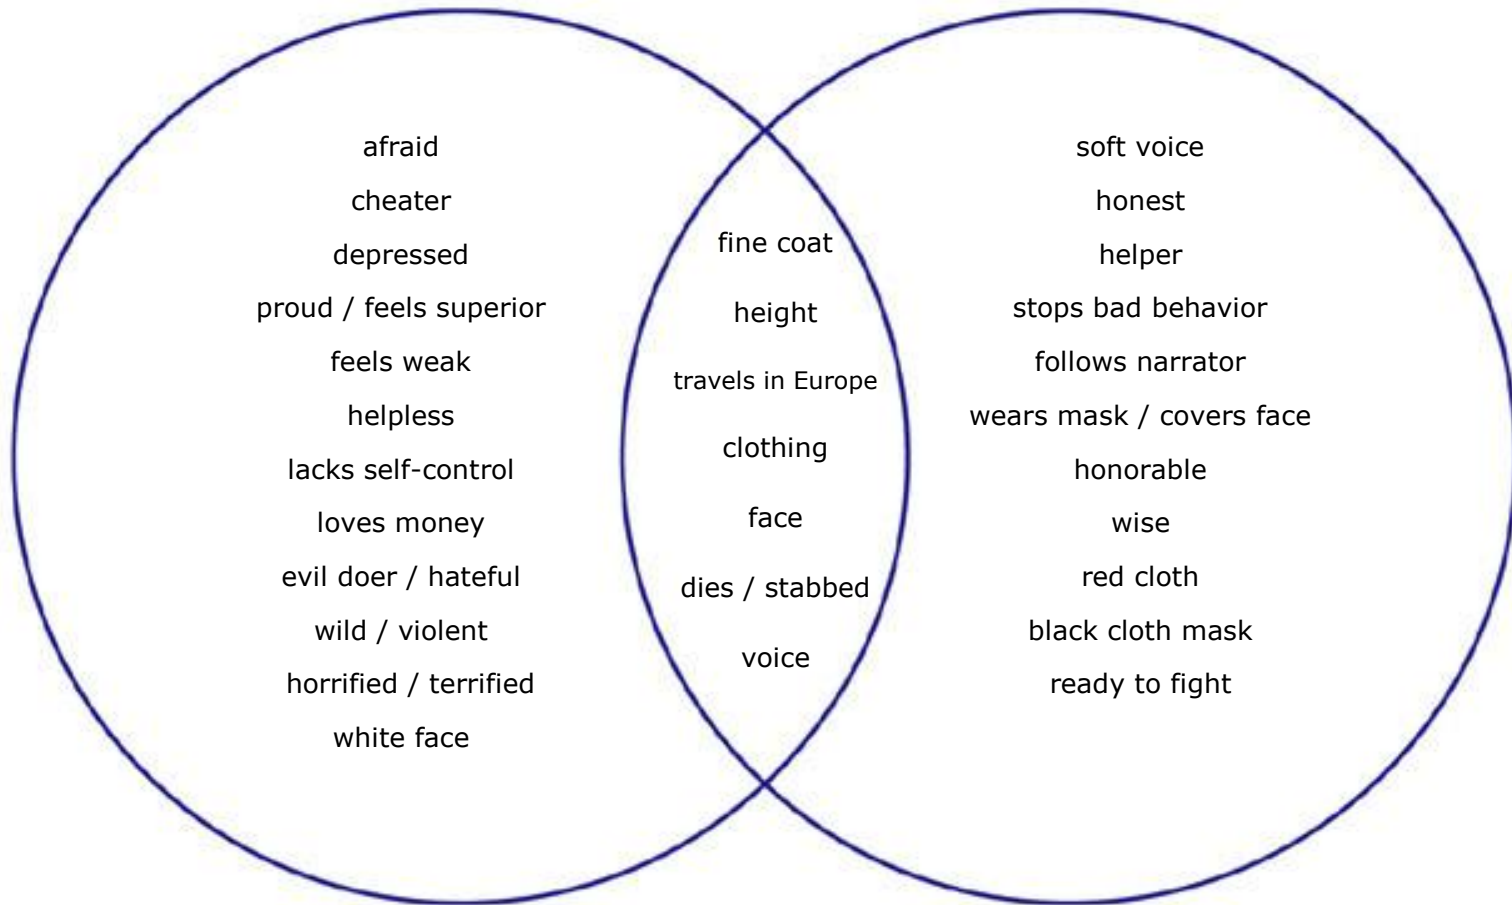 afraid
cheater
depressed
proud / feels superior
feels weak
helpless
lacks self-control
loves money
evil doer / hateful
wild / violent
horrified / terrified
white face
fine coat
height
travels in Europe
clothing
face
dies / stabbed
voice
soft voice
honest
helper
stops bad behavior
follows narrator
wears mask / covers face
honorable
wise
red cloth
black cloth mask
ready to fight